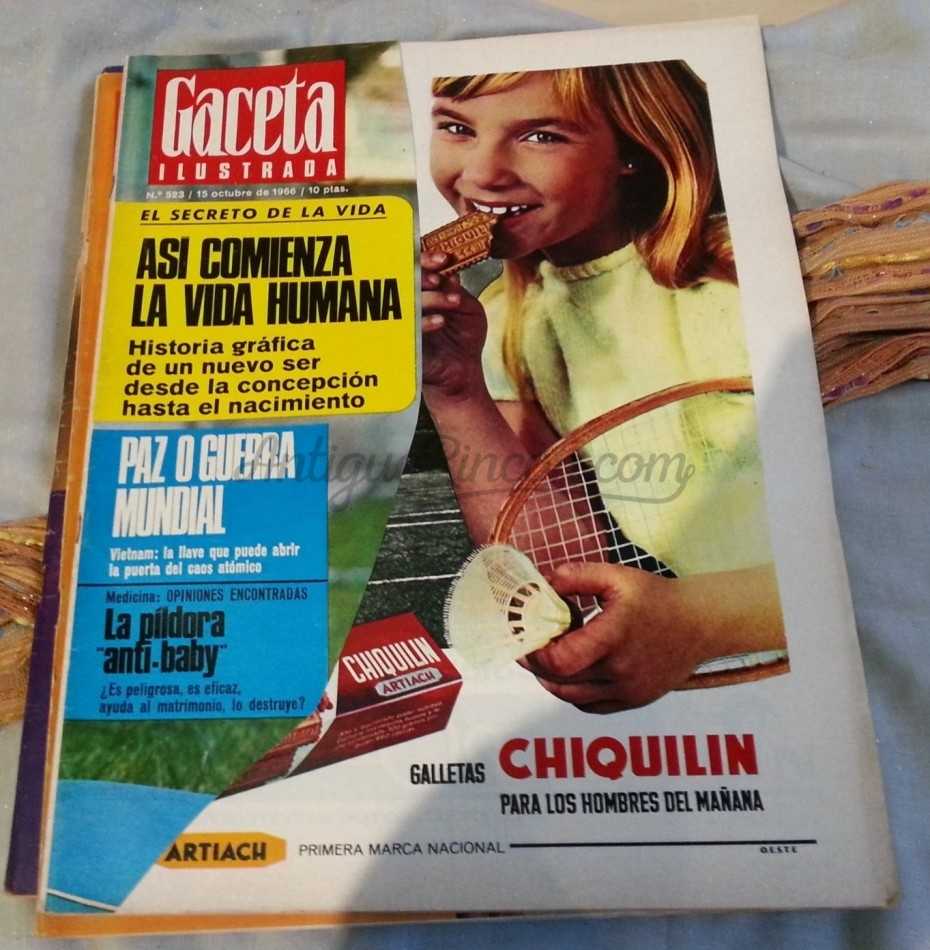 Gaceta
ILUSTRADA
N.º 523 / 15 octubre de 1966 / 10 ptas.
EL SECRETO DE LA VIDA
ASI COMIENZA
LA VIDA HUMANA
Historia gráfica
de un nuevo ser
desde la concepción
hasta el nacimiento
PAZ O GUERRA
MUNDIAL
Vietnam: la llave que puede abrir
la puerta del caos atómico
Medicina: OPINIONES ENCONTRADAS
La píldora
"anti-baby"
¿Es peligrosa, es eficaz,
ayuda al matrimonio, lo destruye?
CHIQUILIN
CHIQUILIN
ARTIACH
GALLETAS CHIQUILIN
PARA LOS HOMBRES DEL MAÑANA
ARTIACH PRIMERA MARCA NACIONAL
O.E.S.T.E.
AntiguoRincon.com